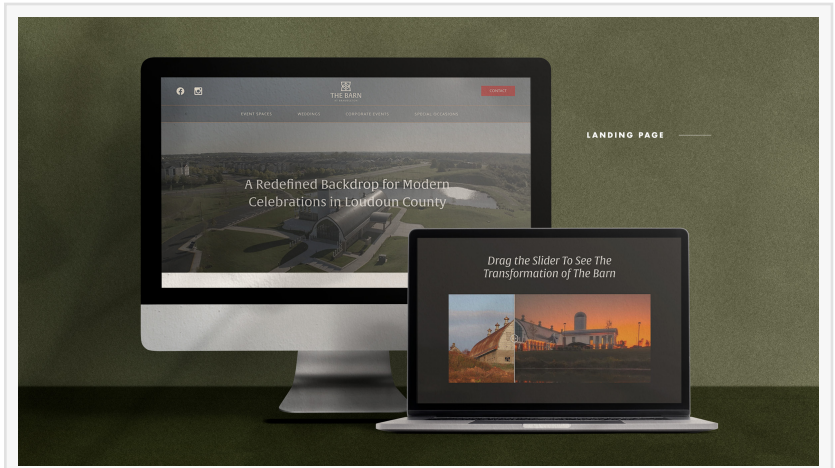 THE BARN
CONTACT
EVENT SPACES WEDDINGS CORPORATE EVENTS SPECIAL OCCASIONS
A Redefined Backdrop for Modern
Celebrations in Loudoun County
LANDING PAGE
Drag the Slider To See The
Transformation of The Barn